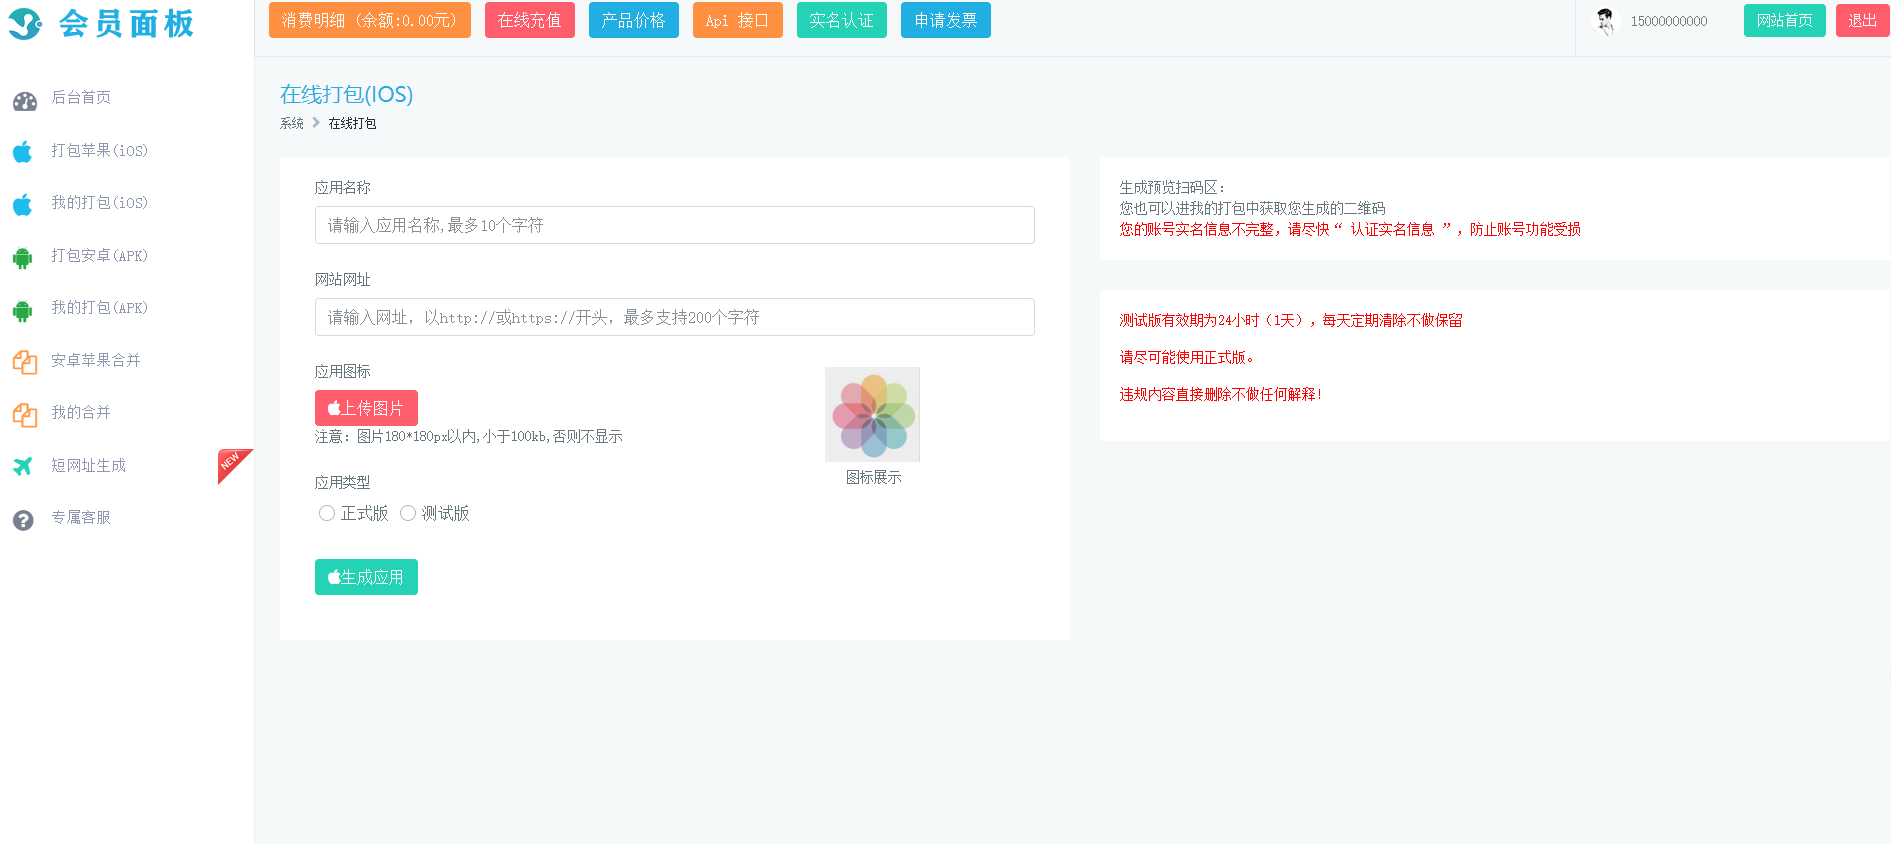 会员面板
消费明细 (余额:0.00元)
在线充值
产品价格
Api 接口
实名认证
申请发票
15000000000
网站首页
退出
后台首页
打包苹果(iOS)
我的打包(iOS)
打包安卓(APK)
我的打包(APK)
安卓苹果合并
我的合并
短网址生成
NEW
专属客服
在线打包(IOS)
系统
在线打包
应用名称
请输入应用名称,最多10个字符
网站网址
请输入网址，以http://或https://开头，最多支持200个字符
应用图标
上传图片
注意：图片180*180px以内,小于100kb,否则不显示
图标展示
应用类型
正式版 测试版
生成应用
生成预览扫码区：
您也可以进我的打包中获取您生成的二维码
您的账号实名信息不完整，请尽快“ 认证实名信息 ”，防止账号功能受损
测试版有效期为24小时（1天），每天定期清除不做保留
请尽可能使用正式版。
违规内容直接删除不做任何解释!